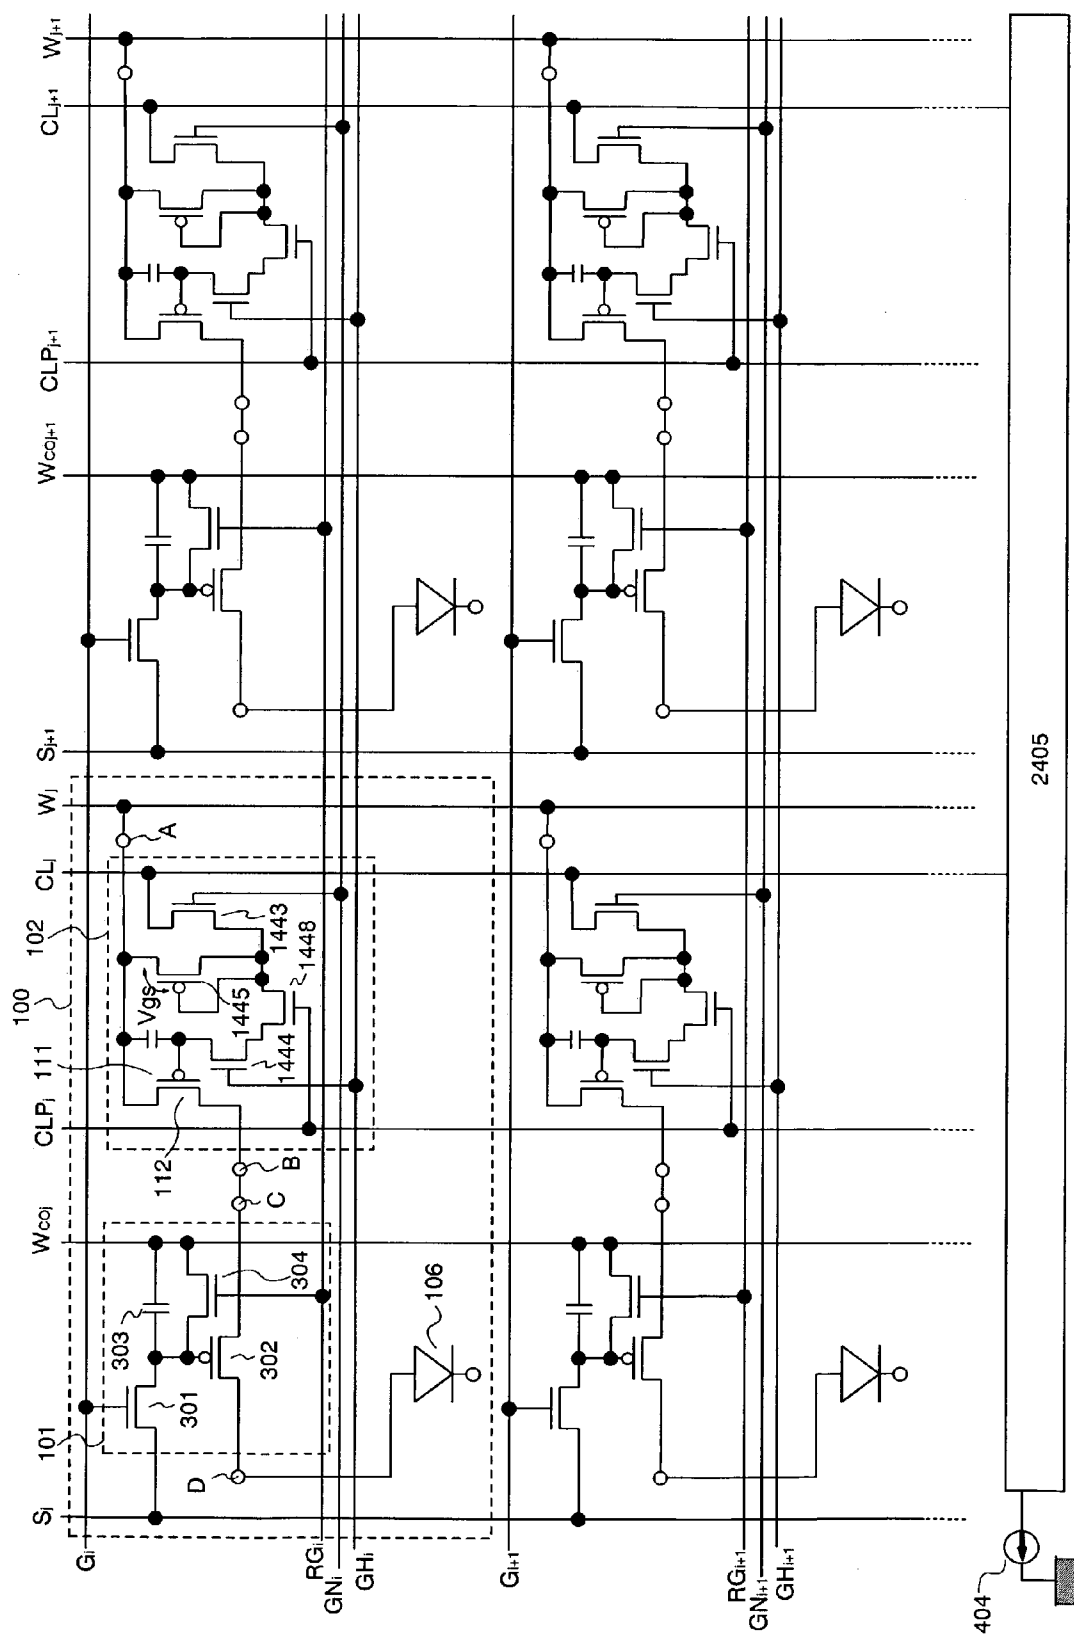 Sj
Wcoj
CLPj
CLj
Wj
Sj+1
Wcoj+1
CLPj+1
CLj+1
Wj+1
100
101
102
111
112
301
302
303
304
Vgs
1443
1444
1445
1448
106
A
B
C
D
Gi
RGi
GNi
GHi
Gi+1
RGi+1
GNi+1
GHi+1
404
2405